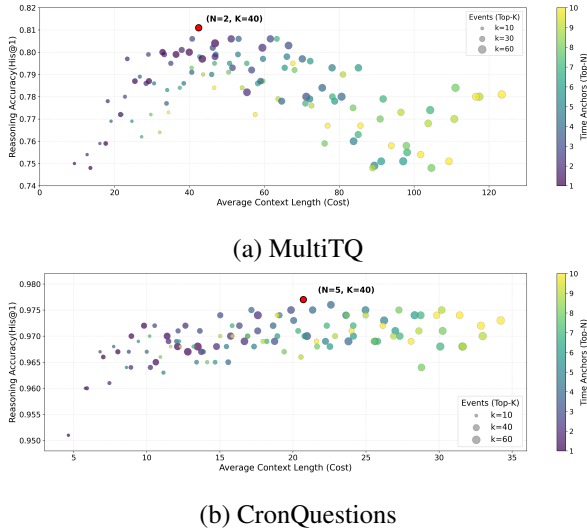 0.82
0.81
0.80
0.79
0.78
0.77
0.76
0.75
0.74
Reasoning Accuracy(His@1)
(N=2, K=40)
Events (Top-K)
k=10
k=30
k=60
0 20 40 60 80 100 120
Average Context Length (Cost)
10
9
8
7
6
5
4
3
2
1
Time Anchors (Top-N)
(a) MultiTQ
0.980
0.975
0.970
0.965
0.960
0.955
0.950
Reasoning Accuracy(His@1)
(N=5, K=40)
Events (Top-K)
k=10
k=40
k=60
5 10 15 20 25 30 35
Average Context Length (Cost)
10
9
8
7
6
5
4
3
2
1
Time Anchors (Top-N)
(b) CronQuestions